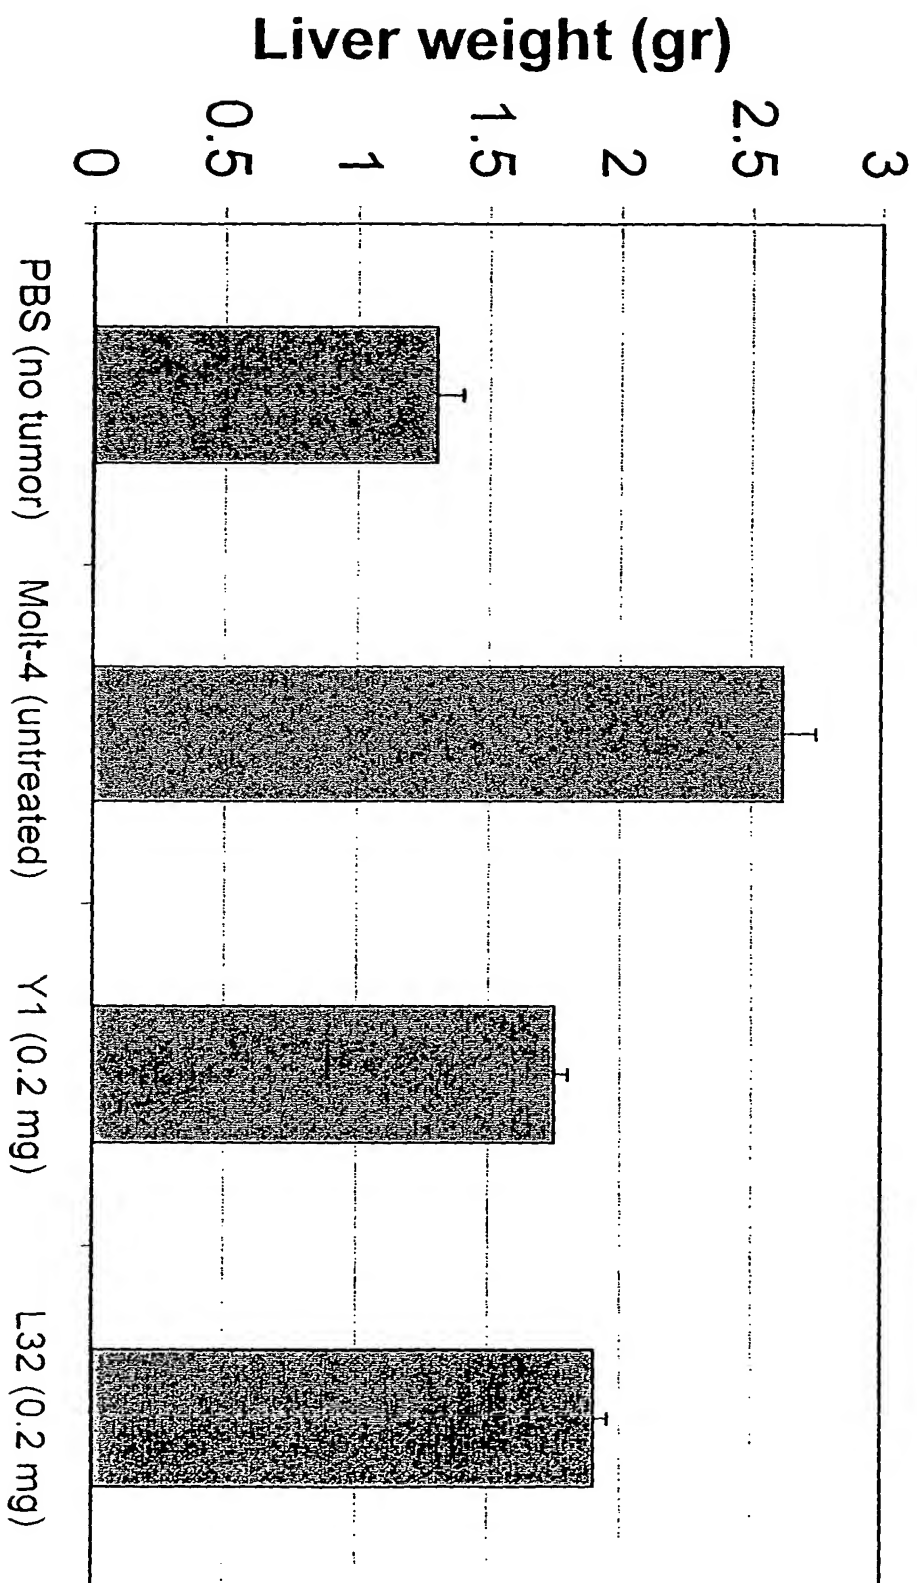 Liver weight (gr)
3
2.5
2
1.5
1
0.5
0
PBS (no tumor)
Molt-4 (untreated)
Y1 (0.2 mg)
L32 (0.2 mg)